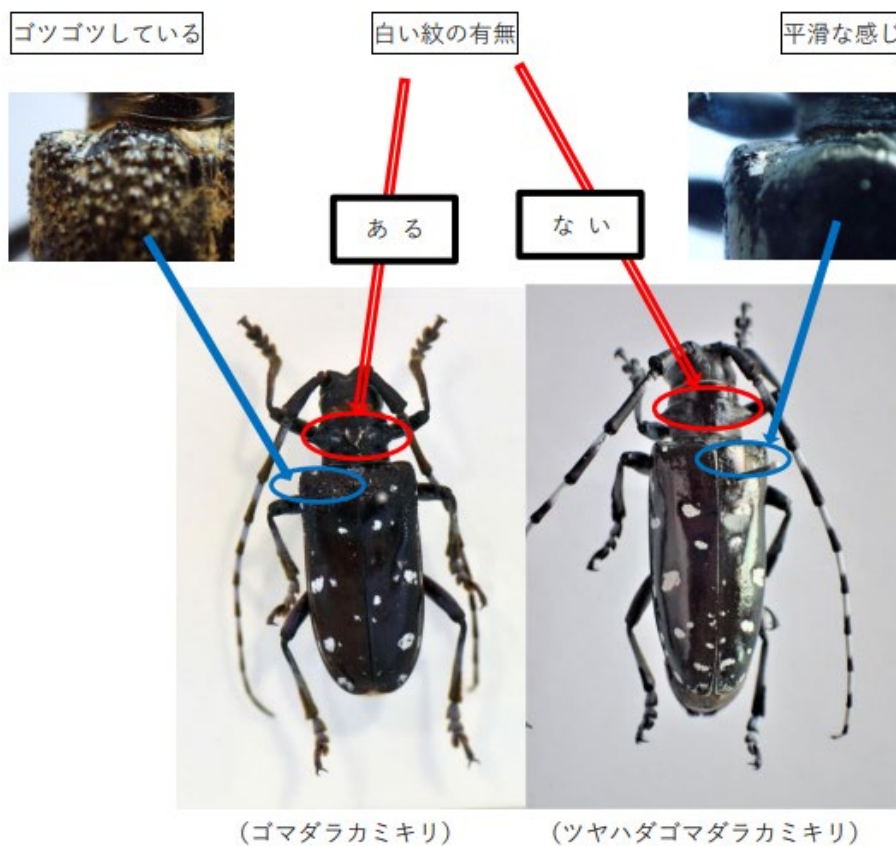 ゴツゴツしている
白い紋の有無
平滑な感じ
ある
ない
(ゴマダラカミキリ)
(ツヤハダゴマダラカミキリ)